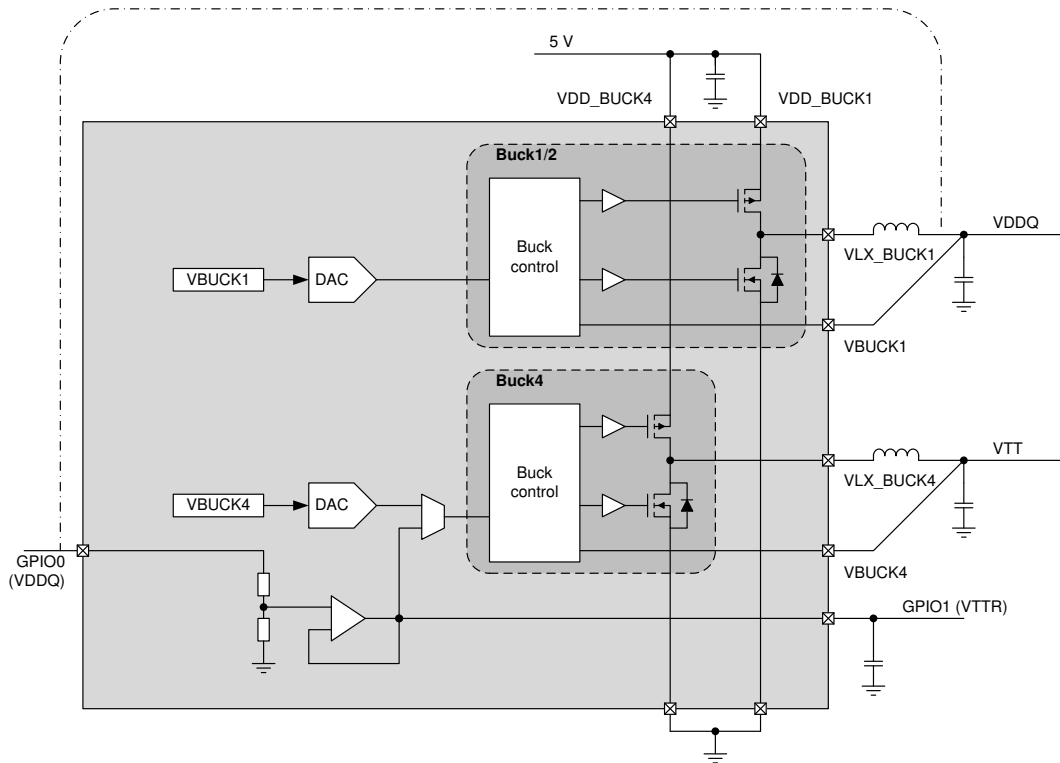 5 V
VDD_BUCK4
VDD_BUCK1
Buck1/2
Buck
control
VBUCK1
DAC
VDDQ
VLX_BUCK1
VBUCK1
Buck4
Buck
control
VBUCK4
DAC
VTT
VLX_BUCK4
VBUCK4
GPIO0
(VDDQ)
GPIO1 (VTTR)